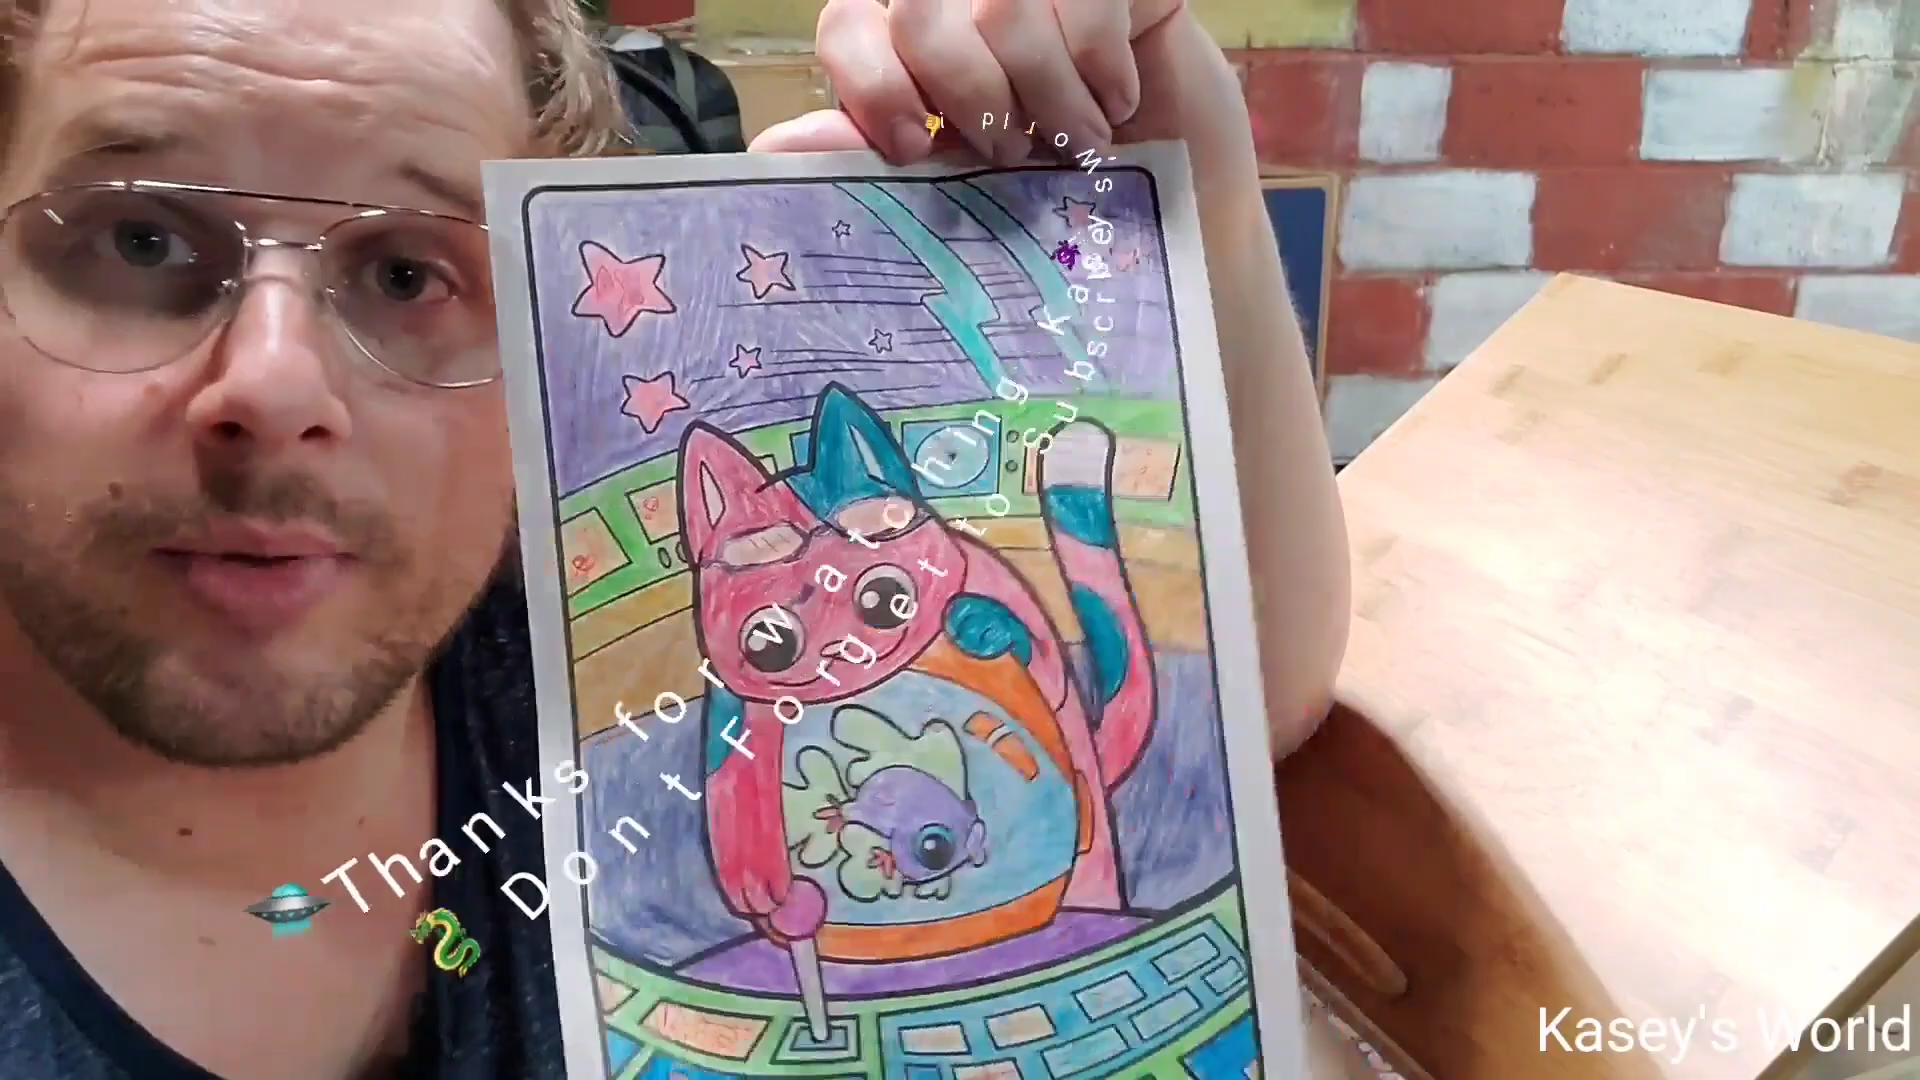 🛸Thanks for watching kasey's world 👎
🐉 Dont Forget to Subscribe
Kasey's World